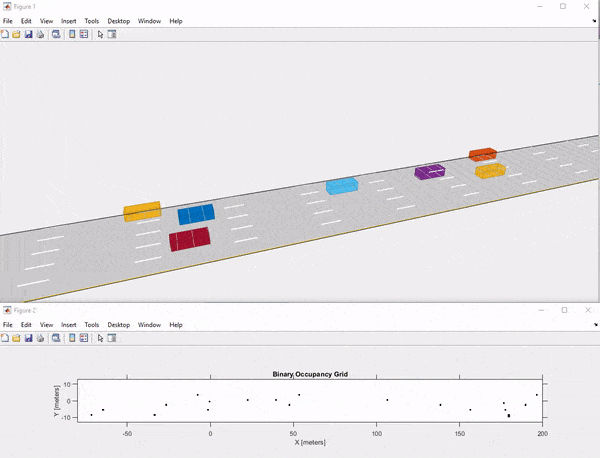 Figure 1
File Edit View Insert Tools Desktop Window Help
Figure 2
File Edit View Insert Tools Desktop Window Help
Binary Occupancy Grid
10
0
-10
Y [meters]
-50 0 50 100 150 200
X [meters]